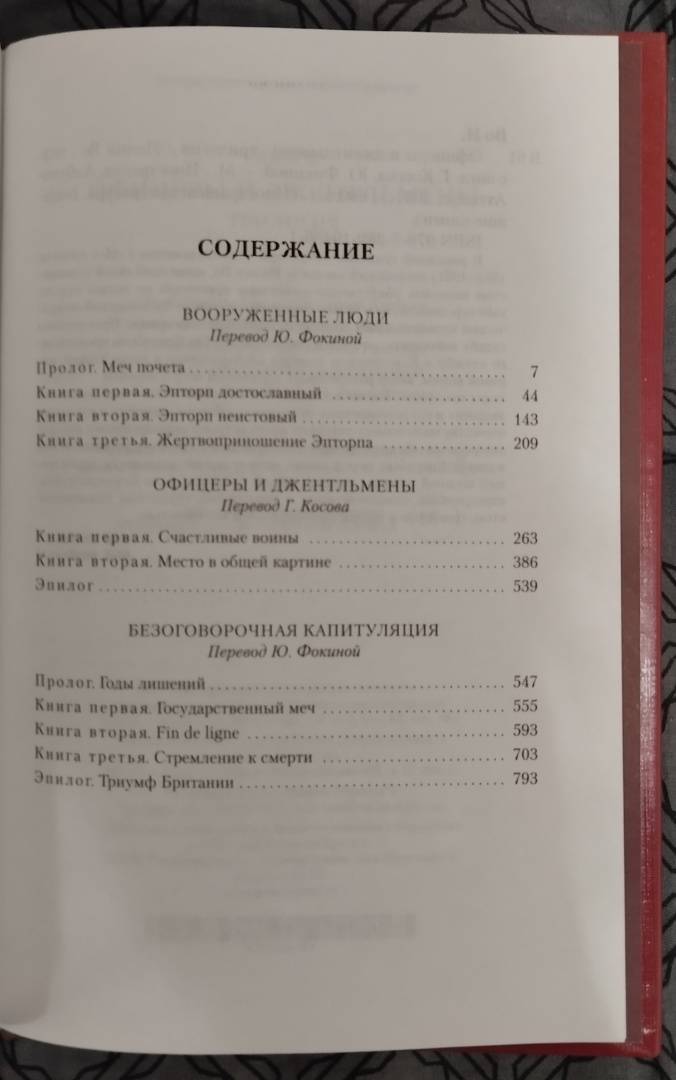 СОДЕРЖАНИЕ
ВООРУЖЕННЫЕ ЛЮДИ
Перевод Ю. Фокиной
Пролог. Меч почета 7
Книга первая. Эпторп достославный 44
Книга вторая. Эпторп неистовый 143
Книга третья. Жертвоприношение Эпторпа 209
ОФИЦЕРЫ И ДЖЕНТЛЬМЕНЫ
Перевод Г. Косова
Книга первая. Счастливые воины 263
Книга вторая. Место в общей картине 386
Эпилог 539
БЕЗОГОВОРОЧНАЯ КАПИТУЛЯЦИЯ
Перевод Ю. Фокиной
Пролог. Годы лишений 547
Книга первая. Государственный меч 555
Книга вторая. Fin de ligne 593
Книга третья. Стремление к смерти 703
Эпилог. Триумф Британии 793